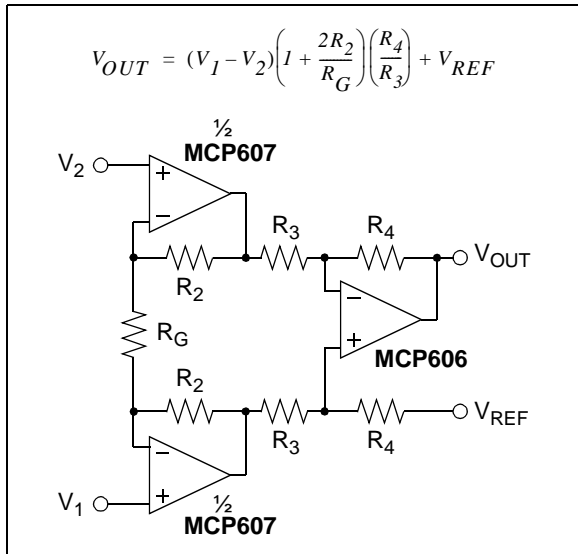 V_OUT = (V_1 – V_2)(1 + 2R_2/R_G)(R_4/R_3) + V_REF
½
MCP607
V_2
+
–
R_3
R_4
V_OUT
R_2
–
+
R_G
MCP606
R_2
R_3
R_4
V_REF
–
+
V_1
½
MCP607